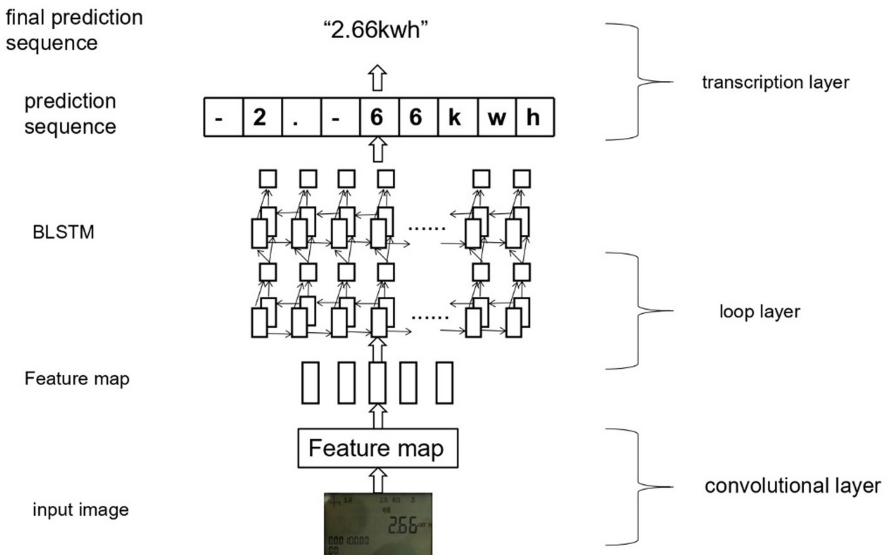 final prediction
sequence
“2.66kwh”
transcription layer
prediction
sequence
- 2 . - 6 6 k w h
BLSTM
......
loop layer
......
Feature map
Feature map
convolutional layer
input image
2.66